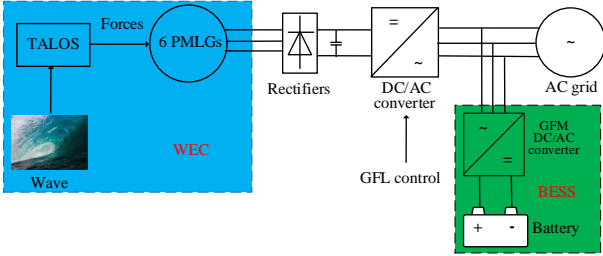 Forces
TALOS
6 PMLGs
=
~
~
Rectifiers
DC/AC
converter
AC grid
~
=
GFM
DC/AC
converter
WEC
Wave
GFL control
BESS
+ -
Battery